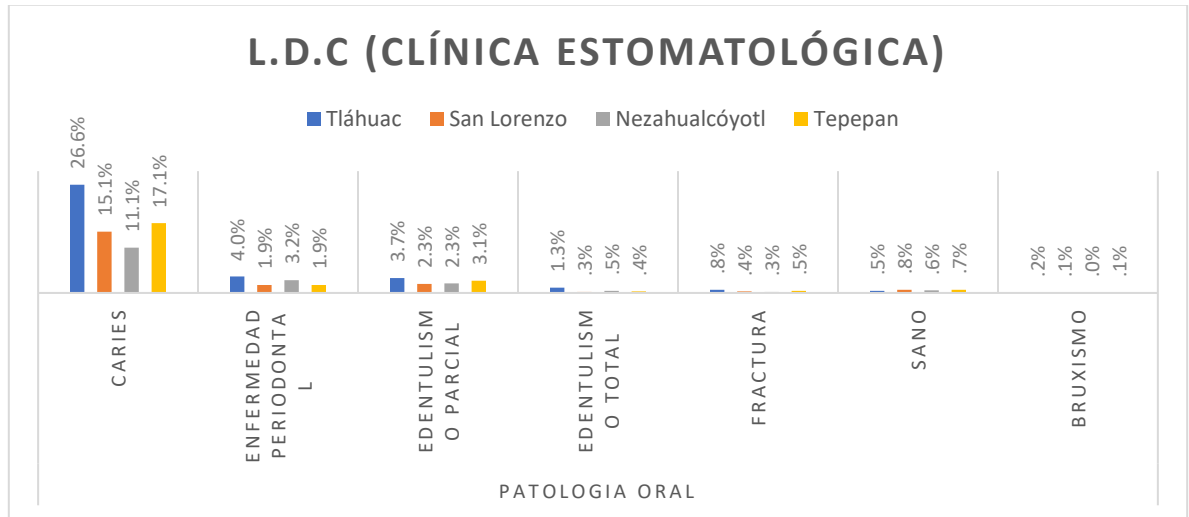 L.D.C (CLÍNICA ESTOMATOLÓGICA)
Tláhuac San Lorenzo Nezahualcóyotl Tepepan
26.6% 15.1% 11.1% 17.1%
4.0% 1.9% 3.2% 1.9%
3.7% 2.3% 2.3% 3.1%
1.3% .3% .5% .4%
.8% .4% .3% .5%
.5% .8% .6% .7%
.2% .1% .0% .1%
CARIES
ENFERMEDAD
PERIODONTA
L
EDENTULISM
O PARCIAL
EDENTULISM
O TOTAL
FRACTURA
SANO
BRUXISMO
PATOLOGIA ORAL